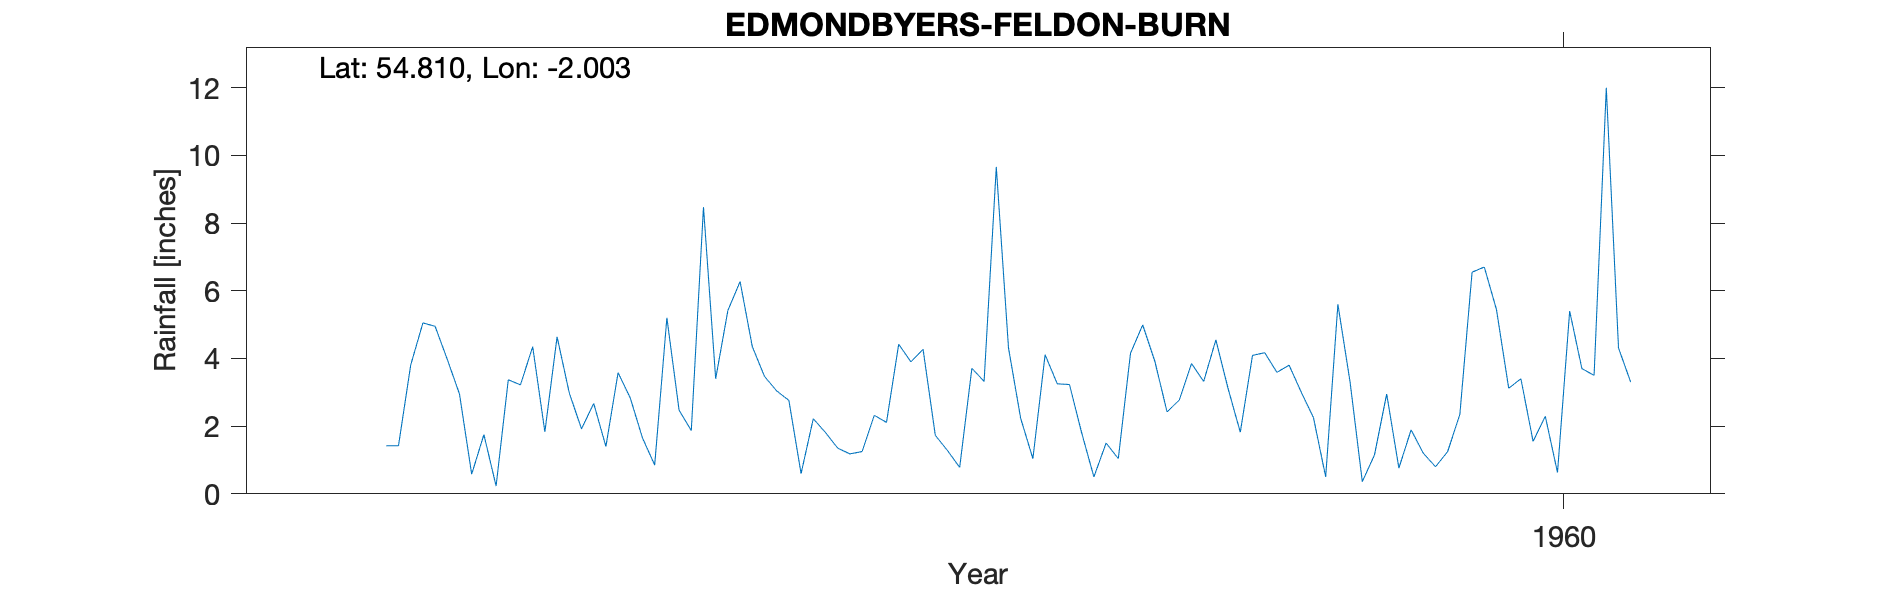 EDMONDBYERS-FELDON-BURN
Lat: 54.810, Lon: -2.003
12
10
8
6
4
2
0
Rainfall [inches]
1960
Year